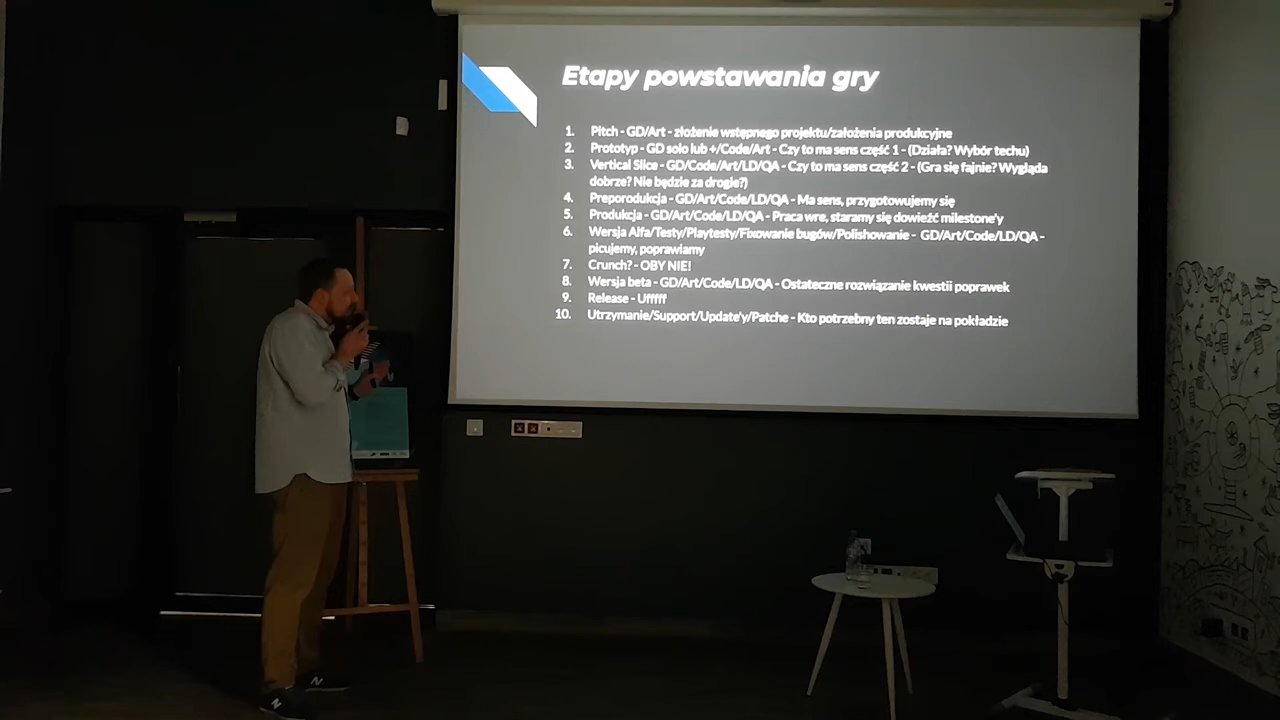 Etapy powstawania gry
1. Pitch - GD/Art - złożenie wstępnego projektu/założenia produkcyjne
2. Prototyp - GD solo lub +/Code/Art - Czy to ma sens część 1 - (Działa? Wybór techu)
3. Vertical Slice - GD/Code/Art/LD/QA - Czy to ma sens część 2 - (Gra się fajnie? Wygląda
dobrze? Nie będzie za drogie?)
4. Preporodukcja - GD/Art/Code/LD/QA - Ma sens, przygotowujemy się
5. Produkcja - GD/Art/Code/LD/QA - Praca wre, staramy się dowieźć milestone'y
6. Wersja Alfa/Testy/Playtesty/Fixowanie bugów/Polishowanie - GD/Art/Code/LD/QA -
picujemy, poprawiamy
7. Crunch? - OBY NIE!
8. Wersja beta - GD/Art/Code/LD/QA - Ostateczne rozwiązanie kwestii poprawek
9. Release - Ufffff
10. Utrzymanie/Support/Update'y/Patche - Kto potrzebny ten zostaje na pokładzie
N
N